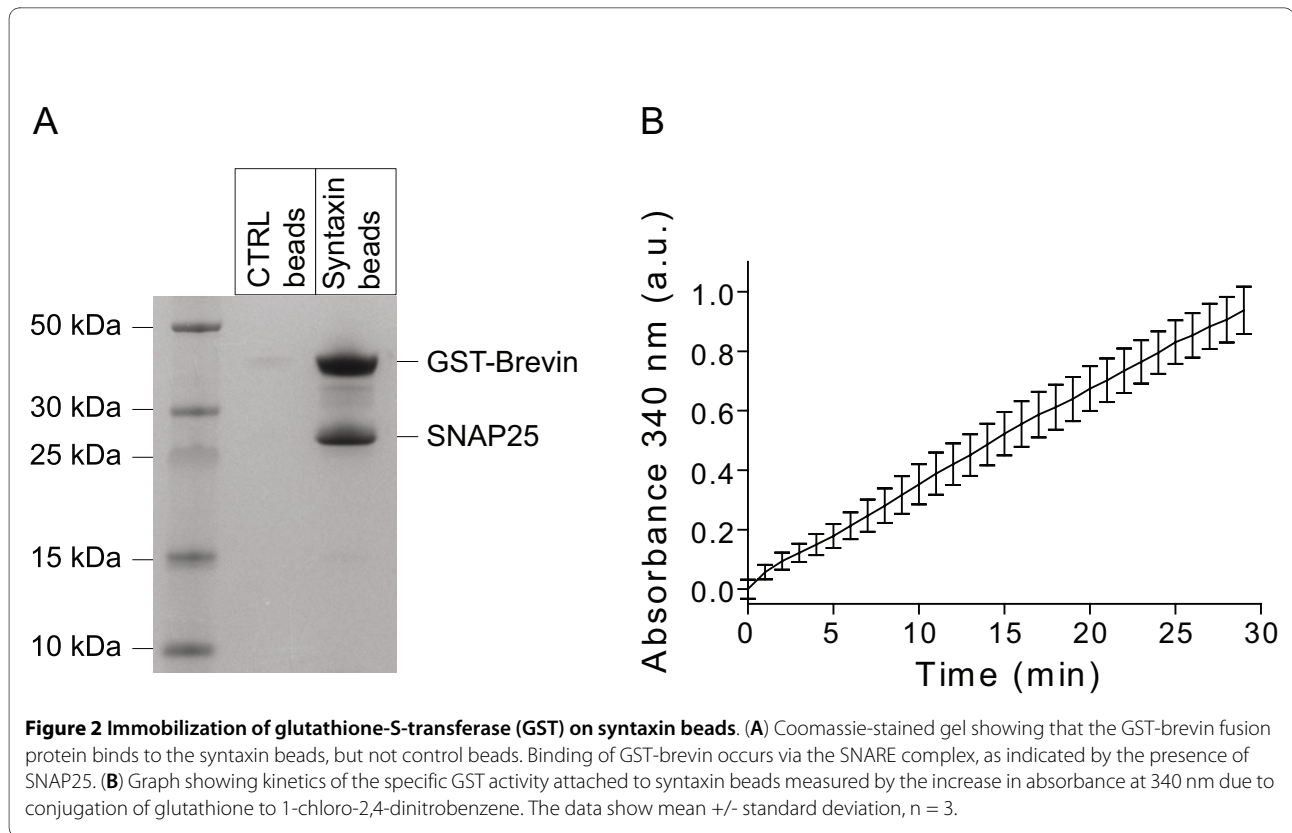 A
CTRL
beads
Syntaxin
beads
50 kDa
30 kDa
25 kDa
15 kDa
10 kDa
GST-Brevin
SNAP25
B
Absorbance 340 nm (a.u.)
1.0
0.8
0.6
0.4
0.2
0.0
0 5 10 15 20 25 30
Time (min)
Figure 2 Immobilization of glutathione-S-transferase (GST) on syntaxin beads. (A) Coomassie-stained gel showing that the GST-brevin fusion
protein binds to the syntaxin beads, but not control beads. Binding of GST-brevin occurs via the SNARE complex, as indicated by the presence of
SNAP25. (B) Graph showing kinetics of the specific GST activity attached to syntaxin beads measured by the increase in absorbance at 340 nm due to
conjugation of glutathione to 1-chloro-2,4-dinitrobenzene. The data show mean +/- standard deviation, n = 3.